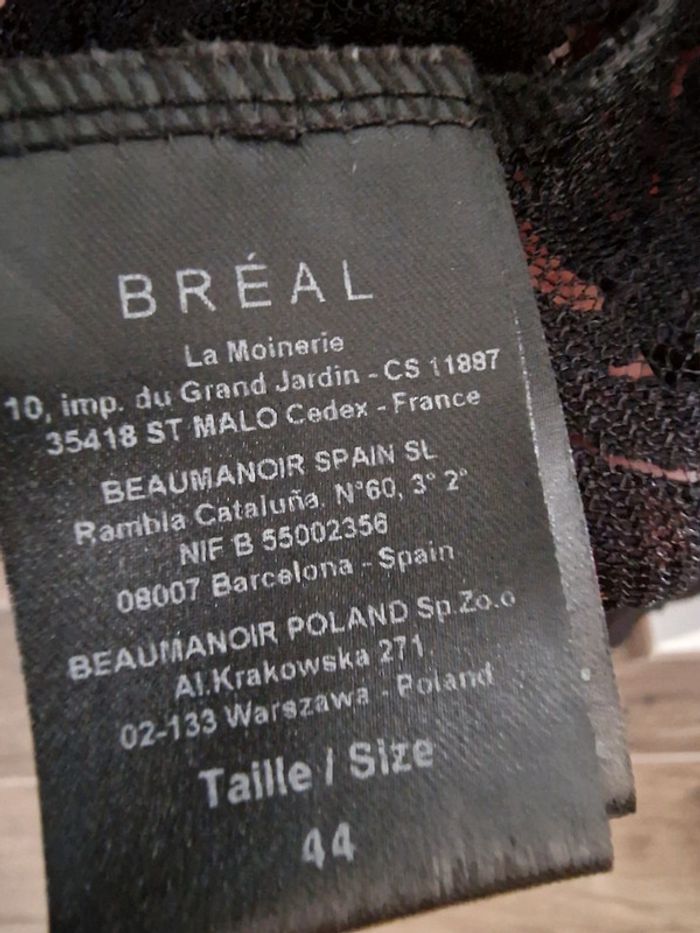 BRÉAL
La Moinerie
10, imp. du Grand Jardin - CS 11887
35418 ST MALO Cedex - France
BEAUMANOIR SPAIN SL
Rambla Cataluña. N°60, 3° 2°
NIF B 55002356
08007 Barcelona - Spain
BEAUMANOIR POLAND Sp.Zo.o
Al.Krakowska 271
02-133 Warszawa - Poland
Taille / Size
44